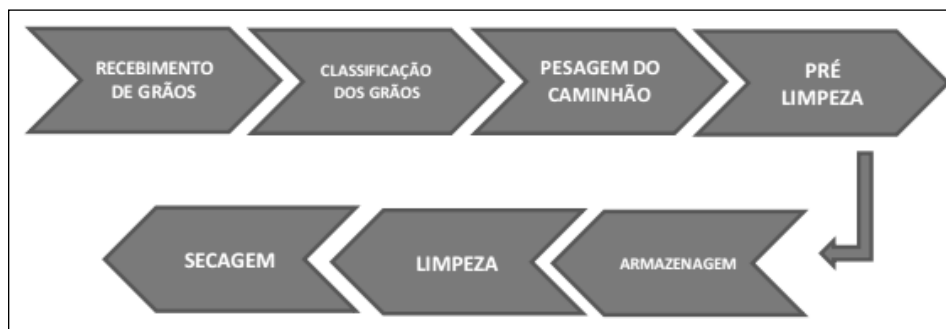 RECEBIMENTO
DE GRÃOS
CLASSIFICAÇÃO
DOS GRÃOS
PESAGEM DO
CAMINHÃO
PRÉ
LIMPEZA
ARMAZENAGEM
LIMPEZA
SECAGEM